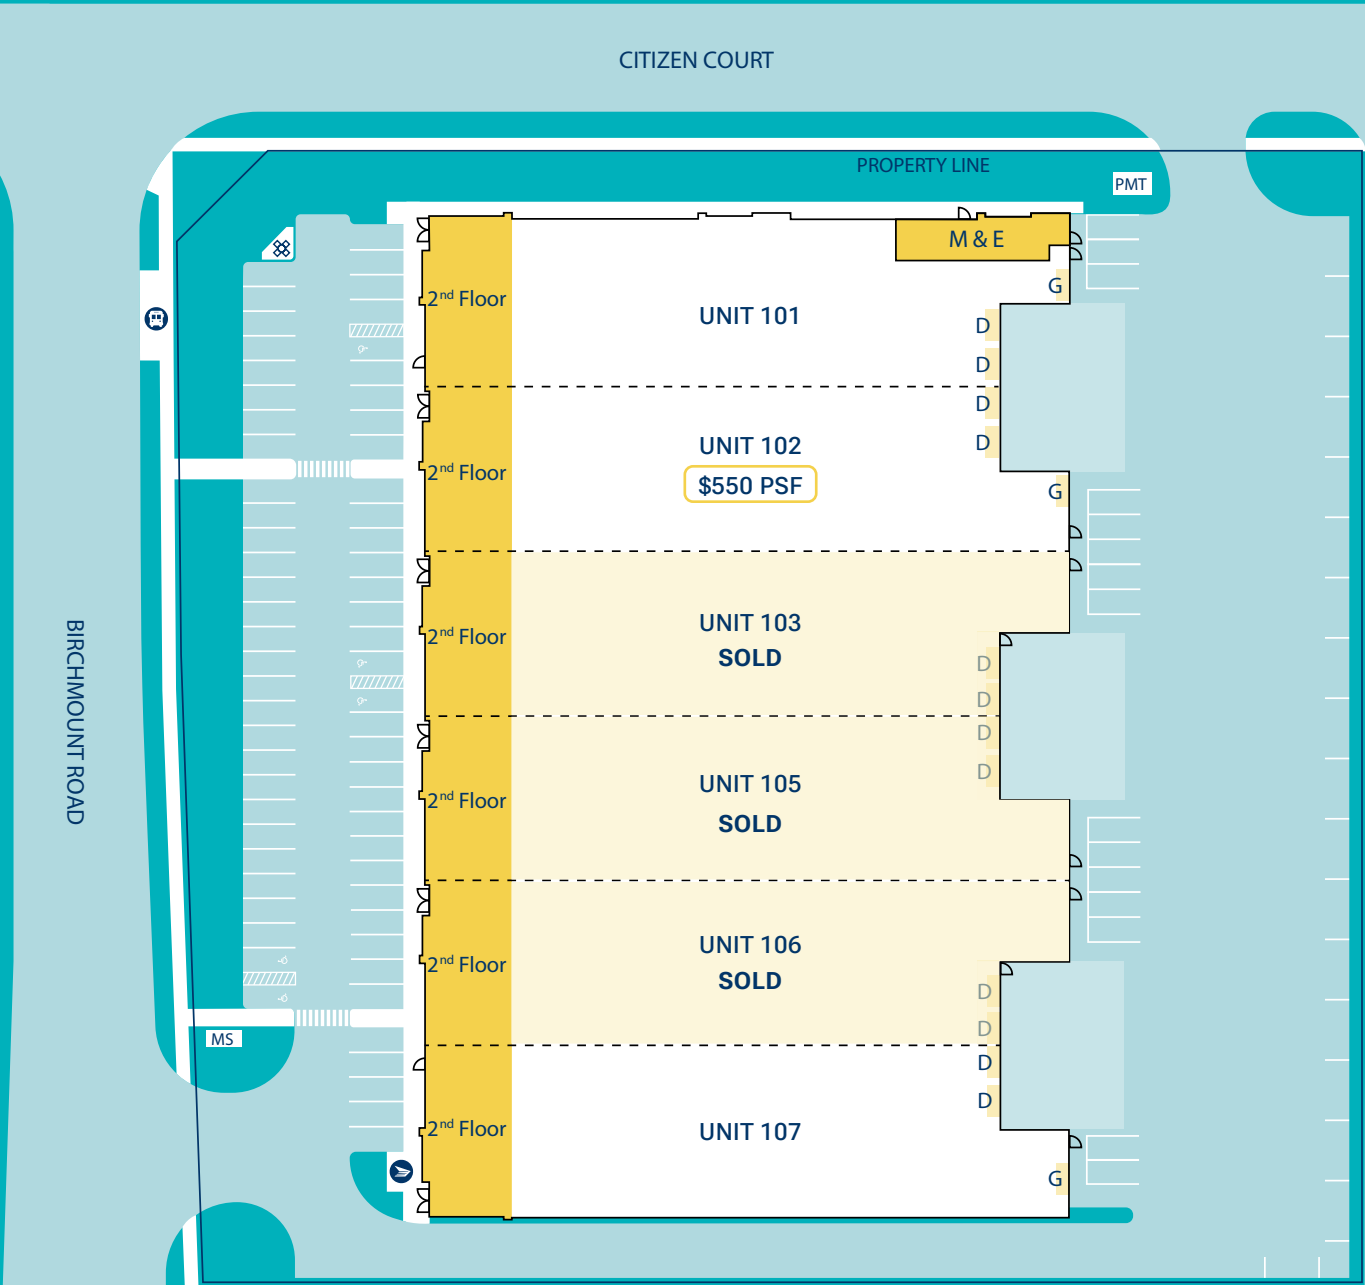 CITIZEN COURT
PROPERTY LINE
PMT
M & E
G
2nd Floor
UNIT 101
D
D
D
2nd Floor
UNIT 102
D
$550 PSF
G
BIRCHMOUNT ROAD
2nd Floor
UNIT 103
SOLD
D
D
D
2nd Floor
UNIT 105
D
SOLD
2nd Floor
UNIT 106
SOLD
D
D
MS
D
D
2nd Floor
UNIT 107
G